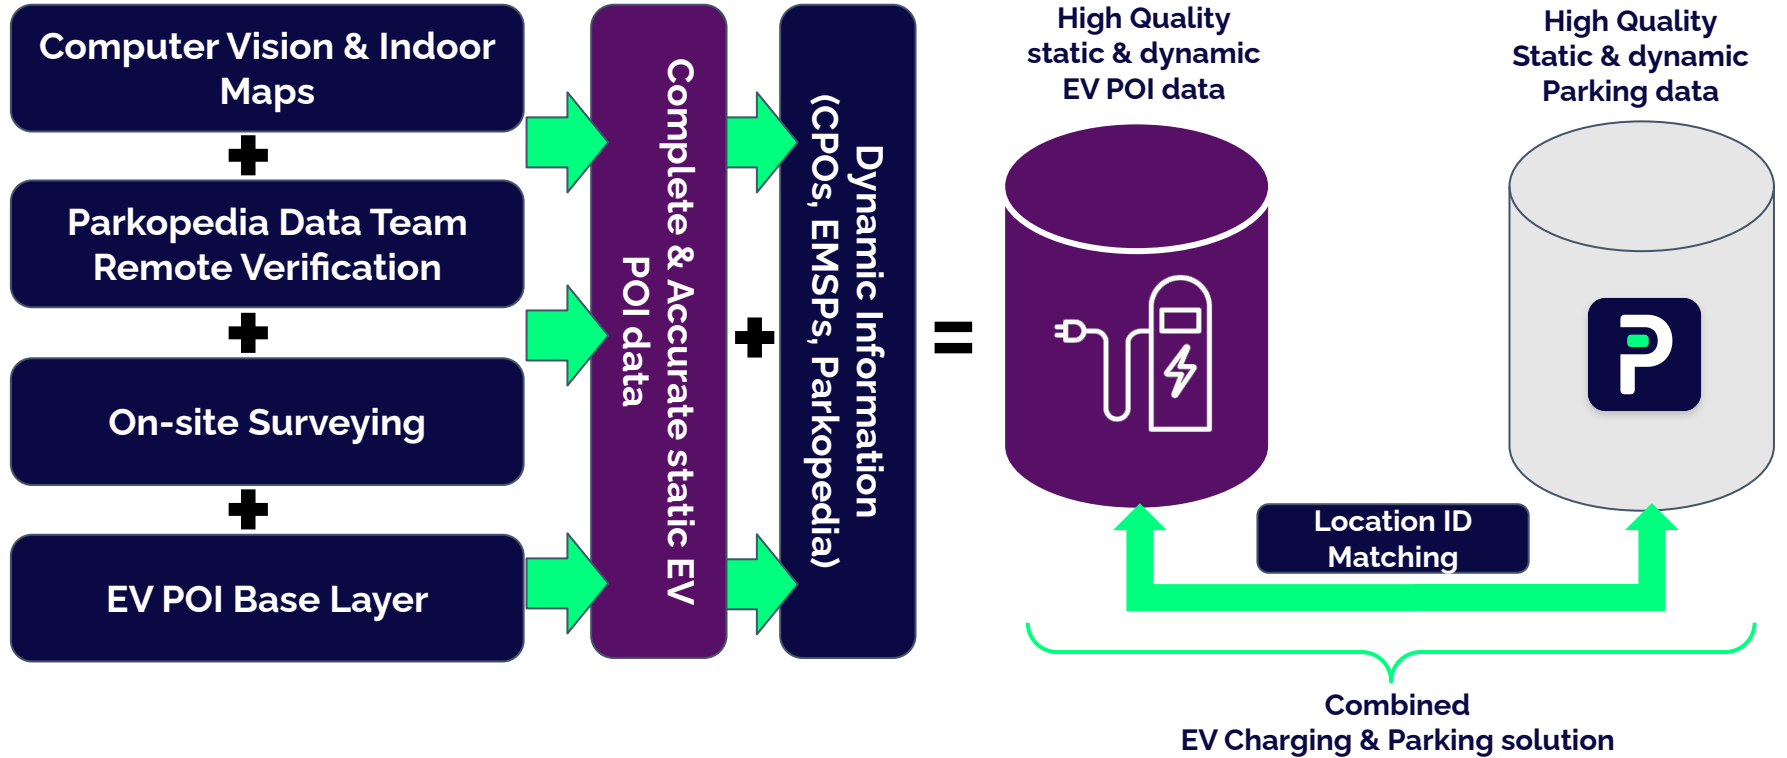 Computer Vision & Indoor
Maps
Parkopedia Data Team
Remote Verification
On-site Surveying
EV POI Base Layer
Complete & Accurate static EV
POI data
Dynamic Information
(CPOs, EMSPs, Parkopedia)
High Quality
static & dynamic
EV POI data
High Quality
Static & dynamic
Parking data
Location ID
Matching
Combined
EV Charging & Parking solution